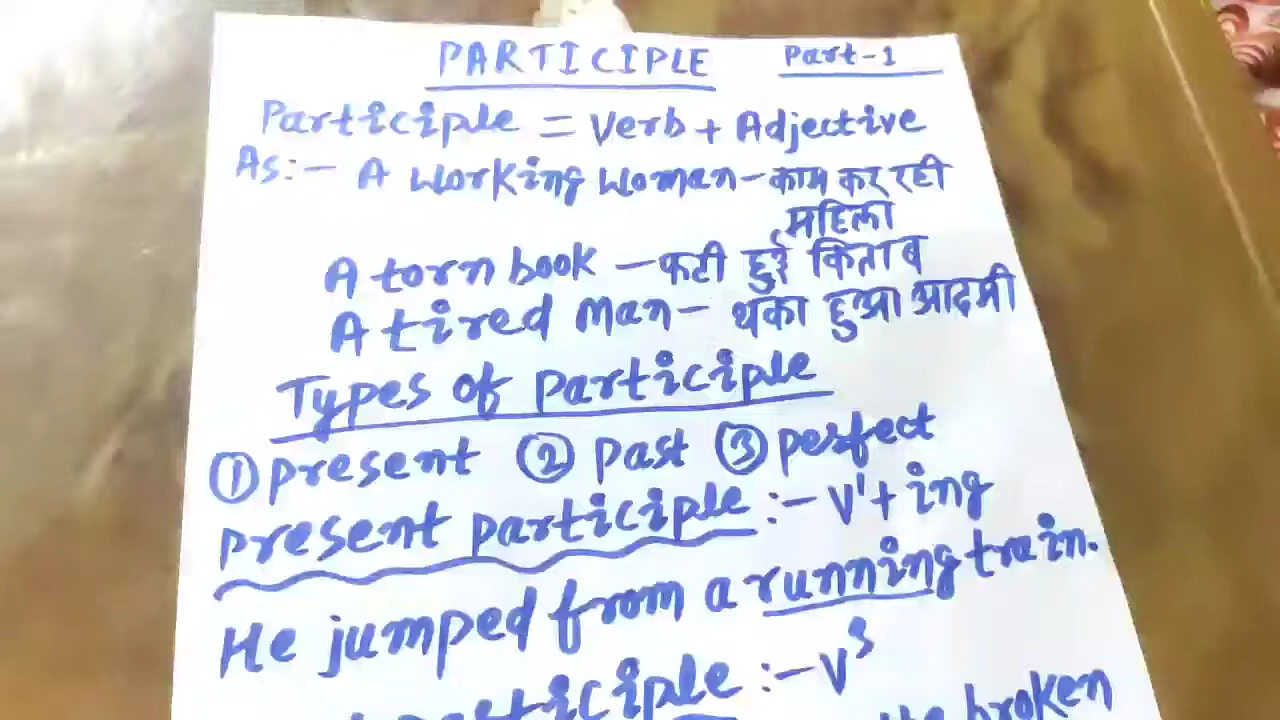 PARTICIPLE Part-1
Participle = Verb + Adjective
As:- A working woman - काम कर रही
महिला
A torn book - फटी हुई किताब
A tired man - थका हुआ आदमी
Types of participle
① present ② past ③ perfect
present participle :- V¹ + ing
He jumped from a running train.
participle :- V³
the broken